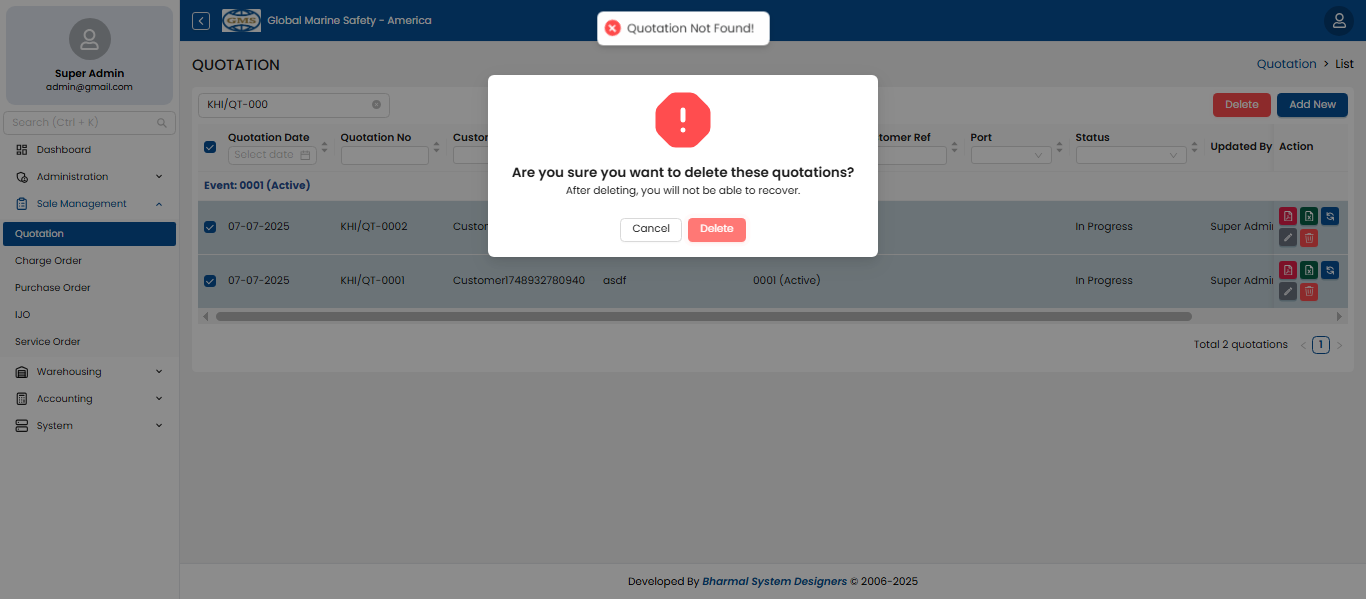 Super Admin
admin@gmail.com
Search (Ctrl + K)
Dashboard
Administration
Sale Management
Quotation
Charge Order
Purchase Order
IJO
Service Order
Warehousing
Accounting
System
GMS
Global Marine Safety - America
Quotation Not Found!
QUOTATION
Quotation > List
KHI/QT-000
Delete
Add New
Quotation Date
Quotation No
Custom
tomer Ref
Port
Status
Updated By
Action
Select date
Event: 0001 (Active)
07-07-2025
KHI/QT-0002
Custom
In Progress
Super Admin
07-07-2025
KHI/QT-0001
Customer1748932780940
asdf
0001 (Active)
In Progress
Super Admin
Are you sure you want to delete these quotations?
After deleting, you will not be able to recover.
Cancel
Delete
Total 2 quotations
1
Developed By Bharmal System Designers © 2006-2025